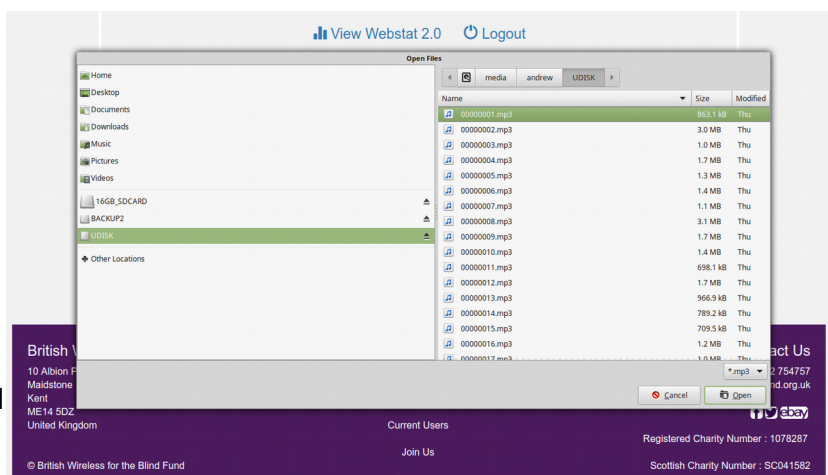 View Webstat 2.0 Logout
Open Files
Home
Desktop
Documents
Downloads
Music
Pictures
Videos
16GB_SDCARD
BACKUP2
UDISK
Other Locations
media andrew UDISK
Name Size Modified
00000001.mp3 863.1 kB Thu
00000002.mp3 3.0 MB Thu
00000003.mp3 1.0 MB Thu
00000004.mp3 1.7 MB Thu
00000005.mp3 1.3 MB Thu
00000006.mp3 1.4 MB Thu
00000007.mp3 1.1 MB Thu
00000008.mp3 3.1 MB Thu
00000009.mp3 1.7 MB Thu
00000010.mp3 1.4 MB Thu
00000011.mp3 698.1 kB Thu
00000012.mp3 1.7 MB Thu
00000013.mp3 966.9 kB Thu
00000014.mp3 789.2 kB Thu
00000015.mp3 709.5 kB Thu
00000016.mp3 1.2 MB Thu
00000017.mp3 1.0 MB Thu
*.mp3
Cancel Open
British
10 Albion
Maidstone
Kent
ME14 5DZ
United Kingdom
© British Wireless for the Blind Fund
Current Users
Join Us
act Us
2 754757
nd.org.uk
ebay
Registered Charity Number : 1078287
Scottish Charity Number : SC041582